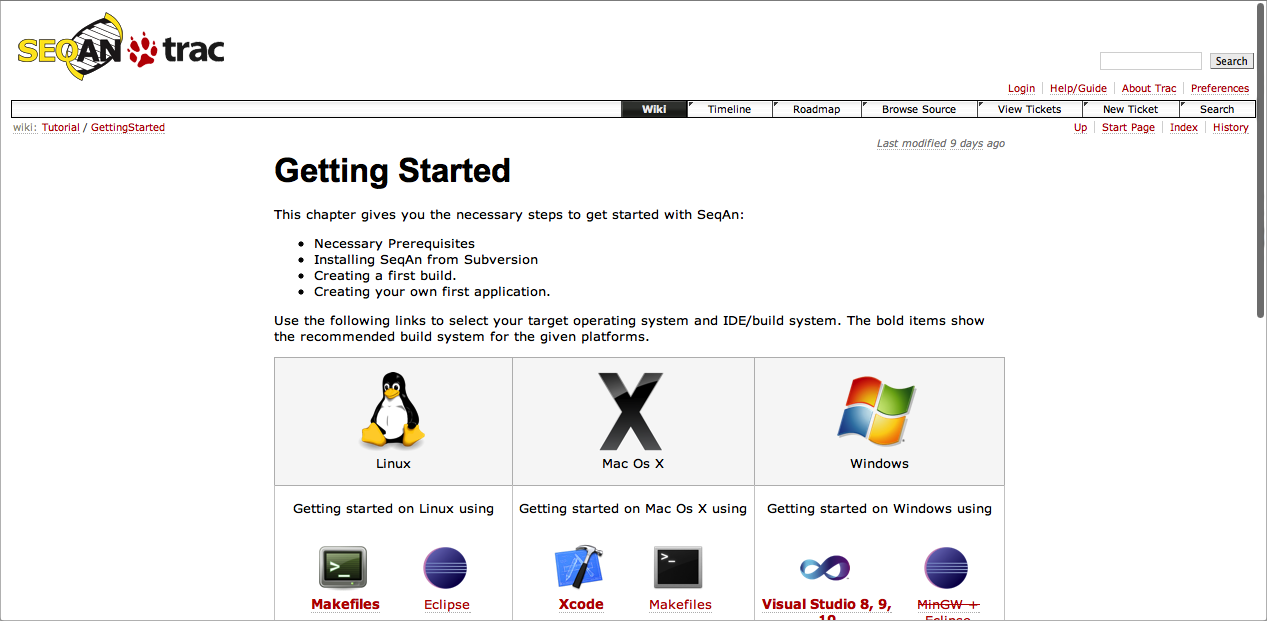 SEQAN trac
Search
Login Help/Guide About Trac Preferences
Wiki Timeline Roadmap Browse Source View Tickets New Ticket Search
wiki: Tutorial / GettingStarted
Up Start Page Index History
Last modified 9 days ago
Getting Started
This chapter gives you the necessary steps to get started with SeqAn:
• Necessary Prerequisites
• Installing SeqAn from Subversion
• Creating a first build.
• Creating your own first application.
Use the following links to select your target operating system and IDE/build system. The bold items show
the recommended build system for the given platforms.
Linux Mac Os X Windows
Getting started on Linux using Getting started on Mac Os X using Getting started on Windows using
Makefiles Eclipse Xcode Makefiles Visual Studio 8, 9, MinGW +
10 Eclipse